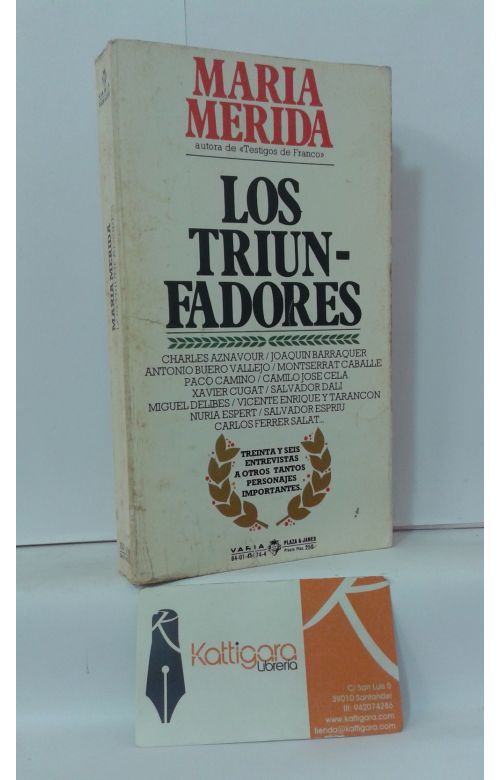 MARIA
MERIDA
autora de «Testigos de Franco»
LOS
TRIUN-
FADORES
CHARLES AZNAVOUR / JOAQUIN BARRAQUER
ANTONIO BUERO VALLEJO / MONTSERRAT CABALLE
PACO CAMINO / CAMILO JOSE CELA
XAVIER CUGAT / SALVADOR DALI
MIGUEL DELIBES / VICENTE ENRIQUE Y TARANCON
NURIA ESPERT / SALVADOR ESPRIU
CARLOS FERRER SALAT...
TREINTA Y SEIS
ENTREVISTAS
A OTROS TANTOS
PERSONAJES
IMPORTANTES.
VARIA
PLAZA & JANES
MARIA MERIDA
Kattigara
Librería
C/ San Luis 5
39010 Santander
tlf: 942074286
www.kattigara.com
tienda@kattigara.com